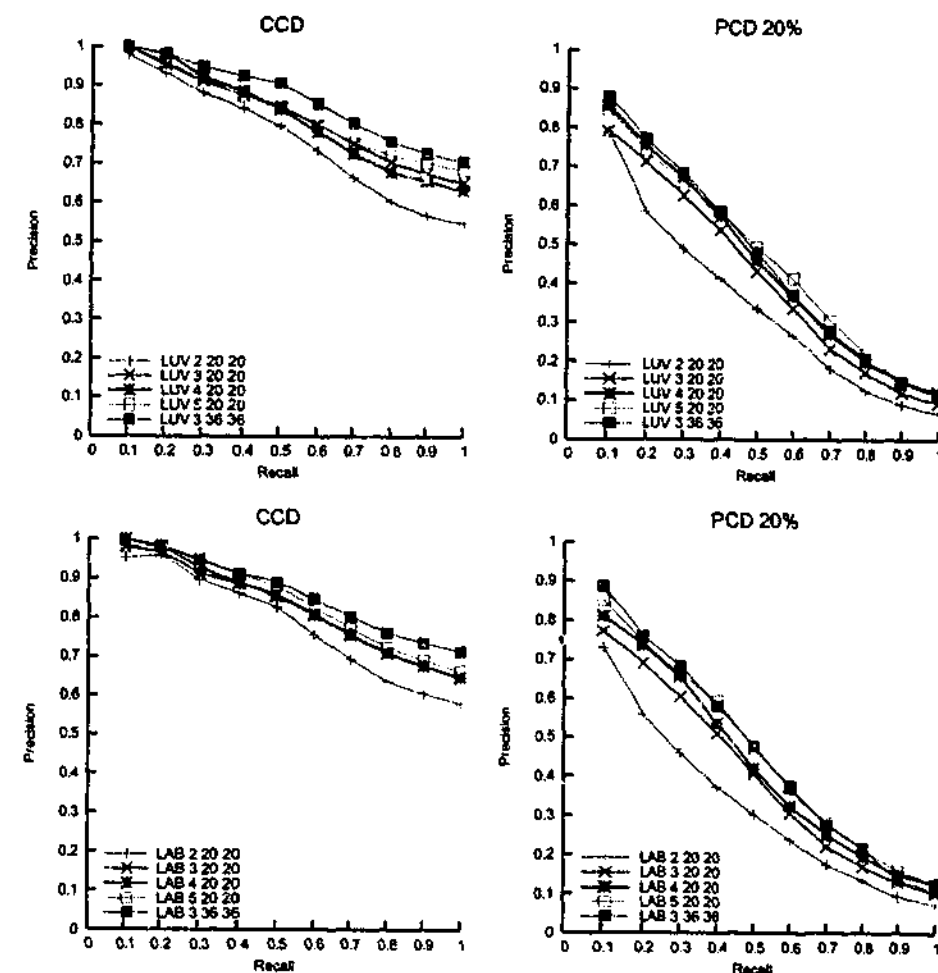 CCD
1
0.9
0.8
0.7
0.6
0.5
0.4
0.3
0.2
0.1
0
Precision
LUV 2 20 20
LUV 3 20 20
LUV 4 20 20
LUV 5 20 20
LUV 3 36 36
0 0.1 0.2 0.3 0.4 0.5 0.6 0.7 0.8 0.9 1
Recall
PCD 20%
1
0.9
0.8
0.7
0.6
0.5
0.4
0.3
0.2
0.1
0
Precision
LUV 2 20 20
LUV 3 20 20
LUV 4 20 20
LUV 5 20 20
LUV 3 36 36
0 0.1 0.2 0.3 0.4 0.5 0.6 0.7 0.8 0.9 1
Recall
CCD
1
0.9
0.8
0.7
0.6
0.5
0.4
0.3
0.2
0.1
0
Precision
LAB 2 20 20
LAB 3 20 20
LAB 4 20 20
LAB 5 20 20
LAB 3 36 36
0 0.1 0.2 0.3 0.4 0.5 0.6 0.7 0.8 0.9 1
Recall
PCD 20%
1
0.9
0.8
0.7
0.6
0.5
0.4
0.3
0.2
0.1
0
Precision
LAB 2 20 20
LAB 3 20 20
LAB 4 20 20
LAB 5 20 20
LAB 3 36 36
0 0.1 0.2 0.3 0.4 0.5 0.6 0.7 0.8 0.9 1
Recall